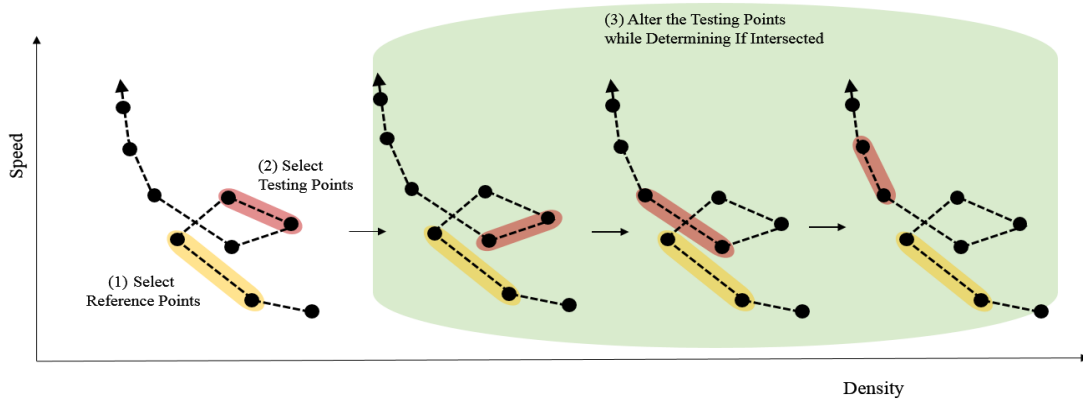 (3) Alter the Testing Points
while Determining If Intersected
Speed
(2) Select
Testing Points
(1) Select
Reference Points
Density